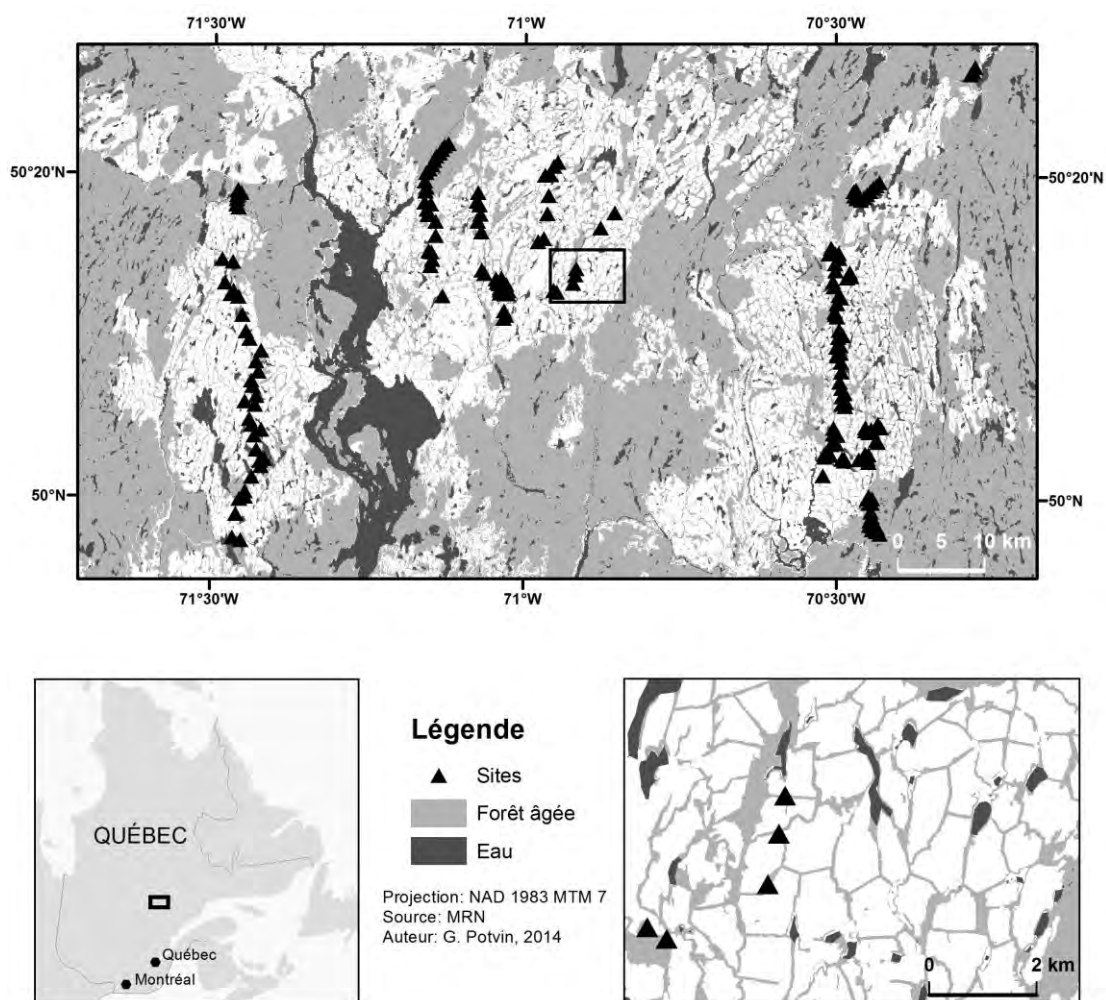 71°30'W 71°W 70°30'W
50°20'N 50°20'N
50°N 50°N
0 5 10 km
71°30'W 71°W 70°30'W
QUÉBEC
Québec
Montréal
Légende
Sites
Forêt âgée
Eau
Projection: NAD 1983 MTM 7
Source: MRN
Auteur: G. Potvin, 2014
0 2 km